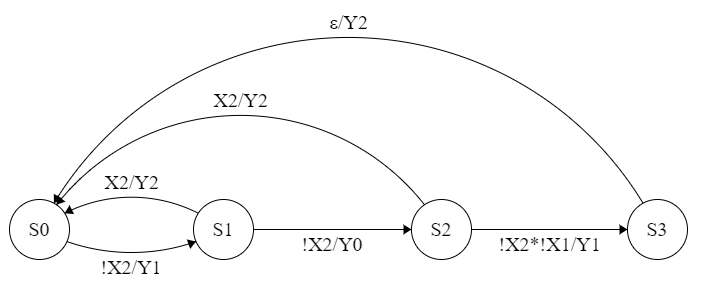 ε/Y2
X2/Y2
X2/Y2
S0
S1
S2
S3
!X2/Y0
!X2*!X1/Y1
!X2/Y1